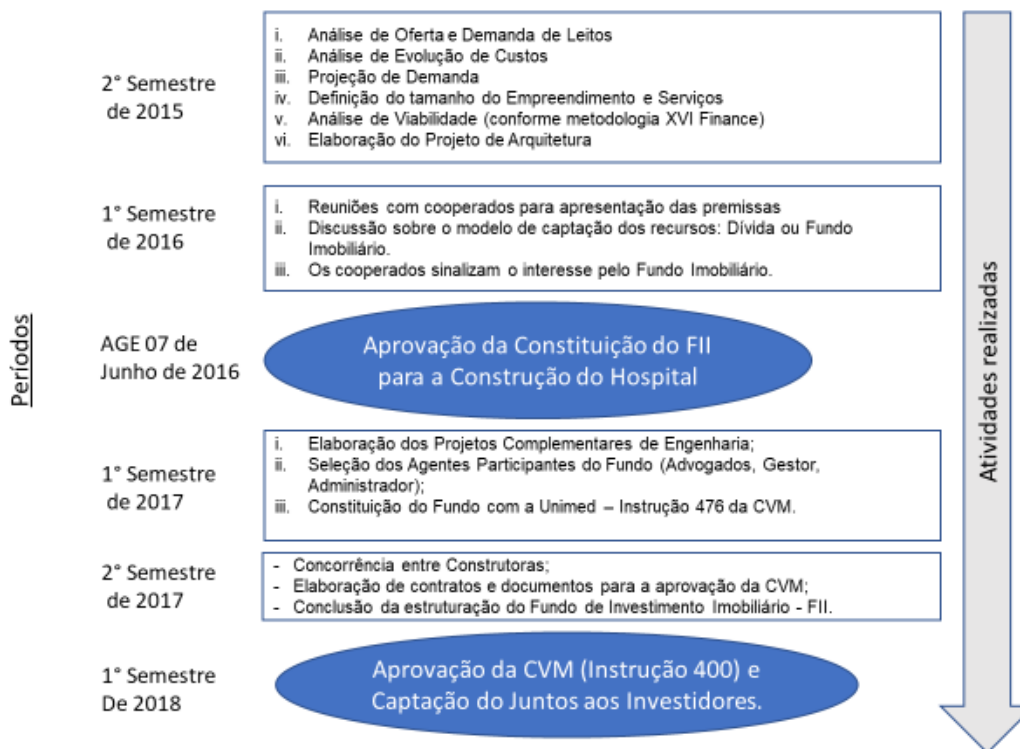 Períodos
2° Semestre
de 2015
i. Análise de Oferta e Demanda de Leitos
ii. Análise de Evolução de Custos
iii. Projeção de Demanda
iv. Definição do tamanho do Empreendimento e Serviços
v. Análise de Viabilidade (conforme metodologia XVI Finance)
vi. Elaboração do Projeto de Arquitetura
1° Semestre
de 2016
i. Reuniões com cooperados para apresentação das premissas
ii. Discussão sobre o modelo de captação dos recursos: Dívida ou Fundo
Imobiliário.
iii. Os cooperados sinalizam o interesse pelo Fundo Imobiliário.
AGE 07 de
Junho de 2016
Aprovação da Constituição do FII
para a Construção do Hospital
1° Semestre
de 2017
i. Elaboração dos Projetos Complementares de Engenharia;
ii. Seleção dos Agentes Participantes do Fundo (Advogados, Gestor,
Administrador);
iii. Constituição do Fundo com a Unimed – Instrução 476 da CVM.
2° Semestre
de 2017
- Concorrência entre Construtoras;
- Elaboração de contratos e documentos para a aprovação da CVM;
- Conclusão da estruturação do Fundo de Investimento Imobiliário - FII.
1° Semestre
De 2018
Aprovação da CVM (Instrução 400) e
Captação do Juntos aos Investidores.
Atividades realizadas